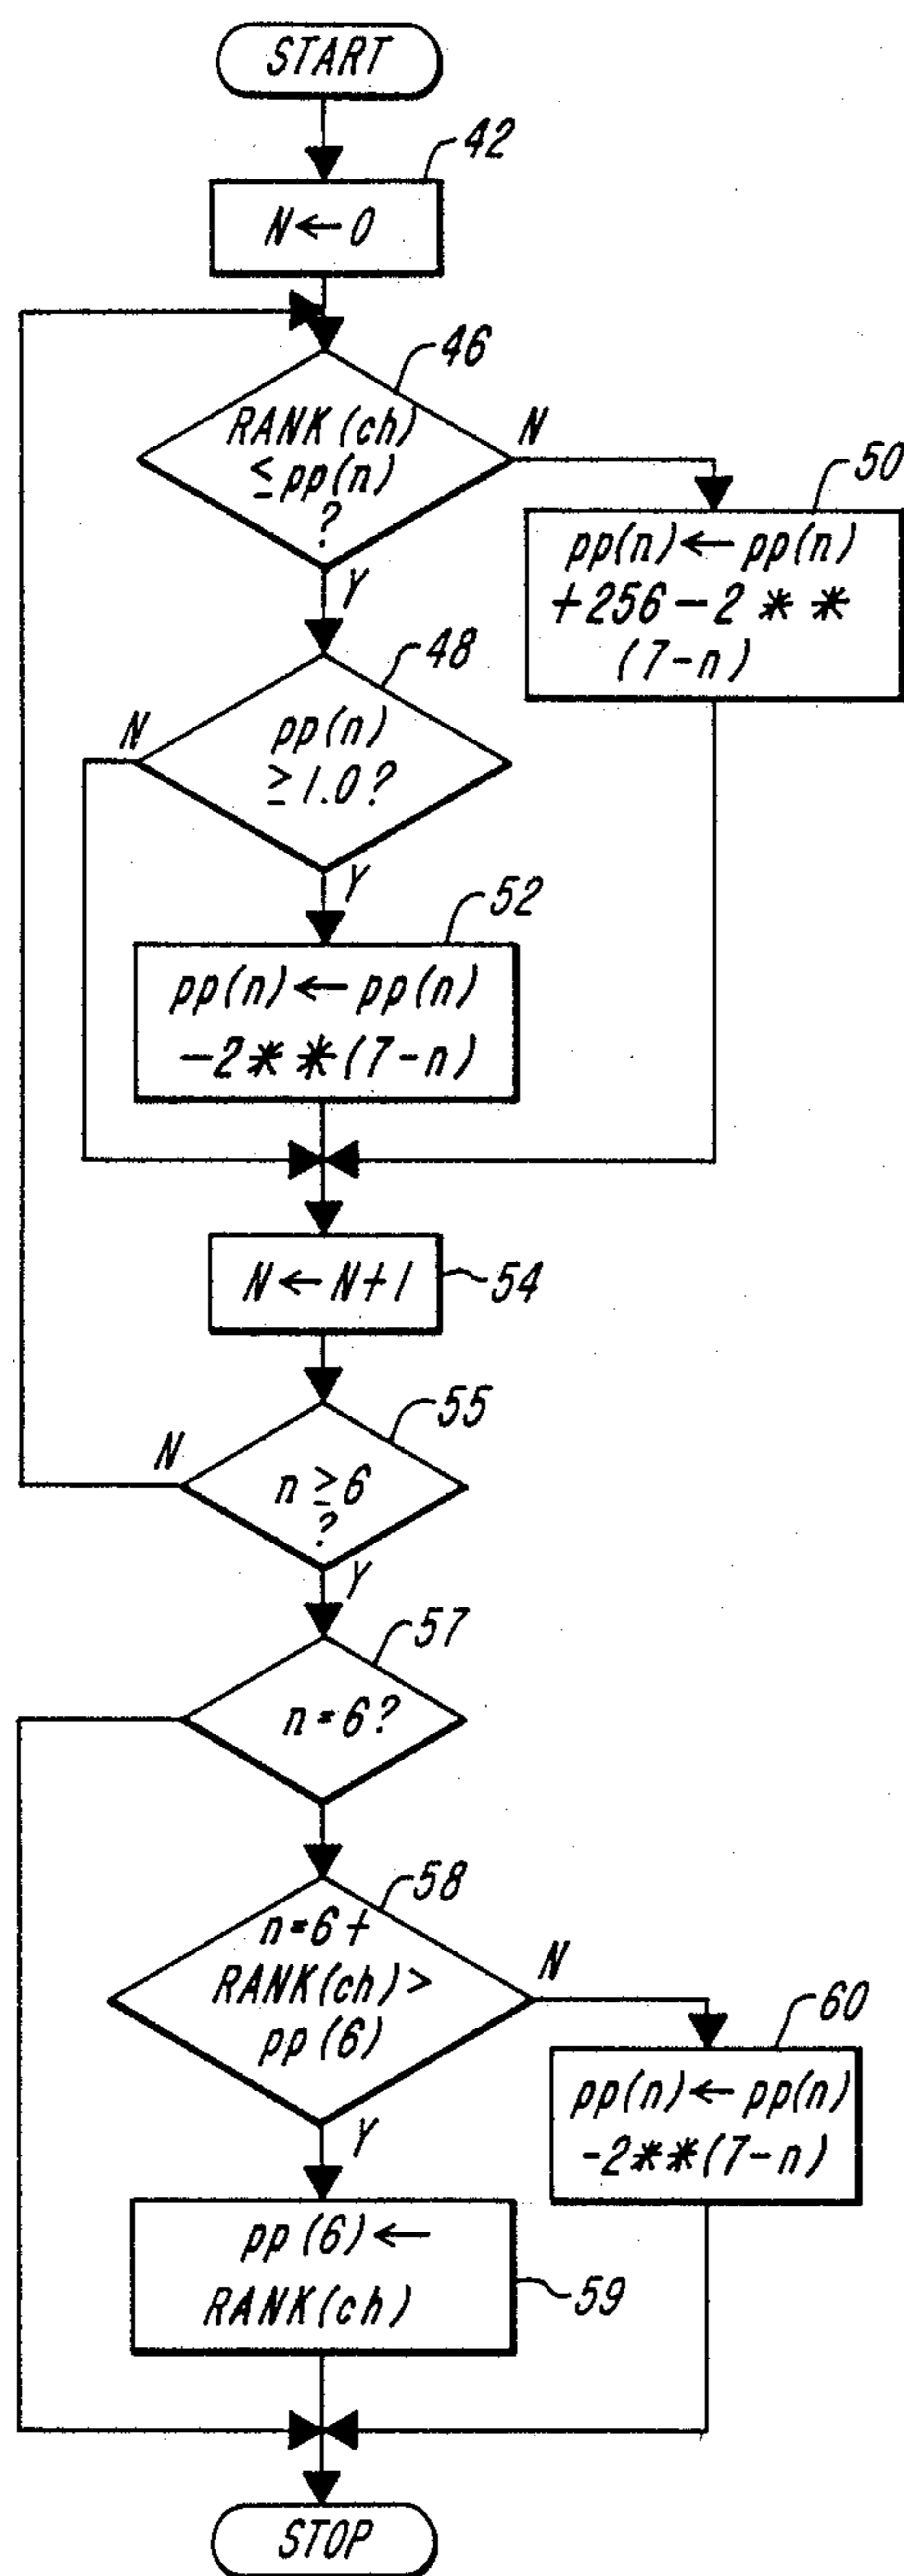 START
42
N ← 0
46
RANK (ch)
≤ pp(n)
?
N
Y
50
pp(n) ← pp(n)
+256 - 2 * *
(7-n)
48
N
pp(n)
≥ 1.0 ?
Y
52
pp(n) ← pp(n)
-2 * * (7-n)
N ← N + 1
54
55
N
n ≥ 6
?
Y
57
n = 6 ?
58
n = 6 +
RANK(ch) >
pp (6)
N
Y
60
pp(n) ← pp(n)
-2**(7-n)
pp (6) ←
RANK(ch)
59
STOP